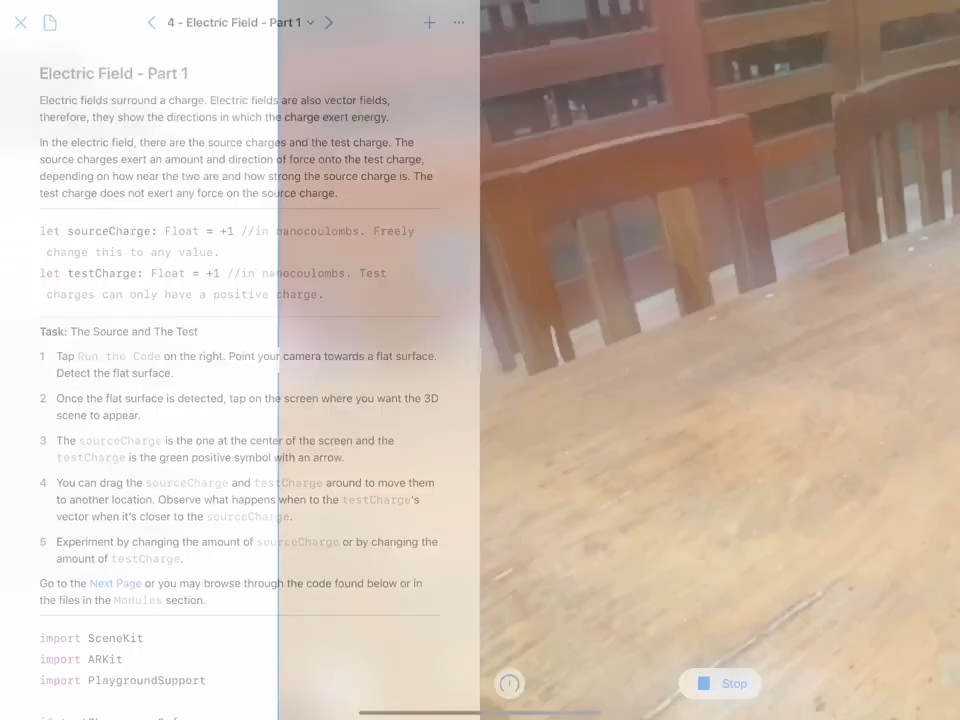 4 - Electric Field - Part 1
Electric Field - Part 1
Electric fields surround a charge. Electric fields are also vector fields,
therefore, they show the directions in which the charge exert energy.
In the electric field, there are the source charges and the test charge. The
source charges exert an amount and direction of force onto the test charge,
depending on how near the two are and how strong the source charge is. The
test charge does not exert any force on the source charge.
let sourceCharge: Float = +1 //in nanocoulombs. Freely
change this to any value.
let testCharge: Float = +1 //in nanocoulombs. Test
charges can only have a positive charge.
Task: The Source and The Test
1 Tap Run the Code on the right. Point your camera towards a flat surface.
Detect the flat surface.
2 Once the flat surface is detected, tap on the screen where you want the 3D
scene to appear.
3 The sourceCharge is the one at the center of the screen and the
testCharge is the green positive symbol with an arrow.
4 You can drag the sourceCharge and testCharge around to move them
to another location. Observe what happens when to the testCharge's
vector when it's closer to the sourceCharge.
5 Experiment by changing the amount of sourceCharge or by changing the
amount of testCharge.
Go to the Next Page or you may browse through the code found below or in
the files in the Modules section.
import SceneKit
import ARKit
import PlaygroundSupport
Stop